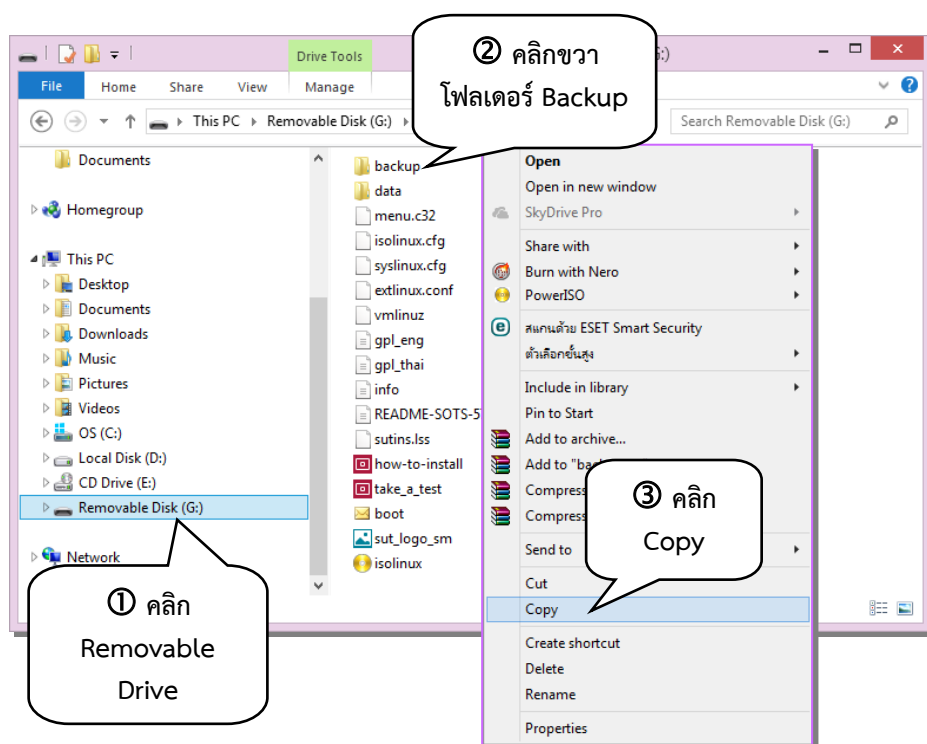 ② คลิกขวา
โฟลเดอร์ Backup
Drive Tools
G:)
File Home Share View Manage
This PC Removable Disk (G:)
Search Removable Disk (G:)
Documents
Homegroup
This PC
Desktop
Documents
Downloads
Music
Pictures
Videos
OS (C:)
Local Disk (D:)
CD Drive (E:)
Removable Disk (G:)
Network
backup
data
menu.c32
isolinux.cfg
syslinux.cfg
extlinux.conf
vmlinuz
gpl_eng
gpl_thai
info
README-SOTS-5
sutins.lss
how-to-install
take_a_test
boot
sut_logo_sm
isolinux
Open
Open in new window
SkyDrive Pro
Share with
Burn with Nero
PowerISO
สแกนด้วย ESET Smart Security
ตัวเลือกขั้นสูง
Include in library
Pin to Start
Add to archive...
Add to "bac
Compress
Compress
Send to
Cut
Copy
Create shortcut
Delete
Rename
Properties
③ คลิก
Copy
① คลิก
Removable
Drive